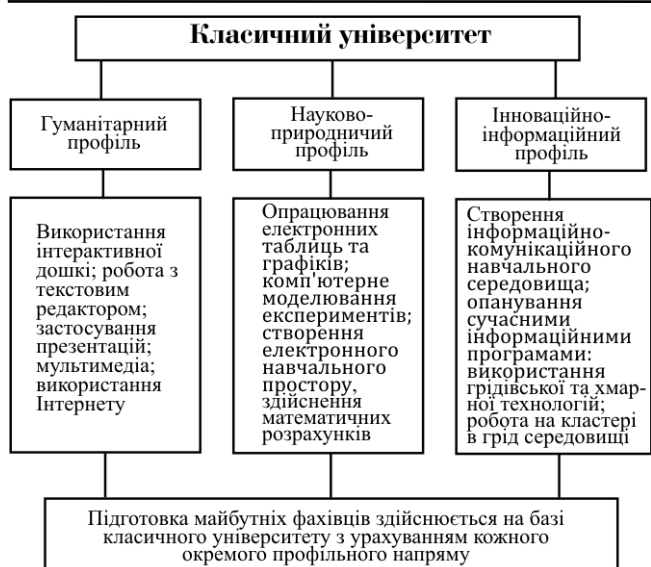 Класичний університет
Гуманітарний
профіль
Науково-
природничий
профіль
Інноваційно-
інформаційний
профіль
Використання
інтерактивної
дошкі; робота з
текстовим
редактором;
застосування
презентацій;
мультимедіа;
використання
Інтернету
Опрацювання
електронних
таблиць та
графіків;
комп'ютерне
моделювання
експериментів;
створення
електронного
навчального
простору,
здійснення
математичних
розрахунків
Створення
інформаційно-
комунікаційного
навчального
середовища;
опанування
сучасними
інформаційними
програмами:
використання
грідівської та хмар-
ної технологій;
робота на кластері
в грід середовищі
Підготовка майбутніх фахівців здійснюється на базі
класичного університету з урахуванням кожного
окремого профільного напряму